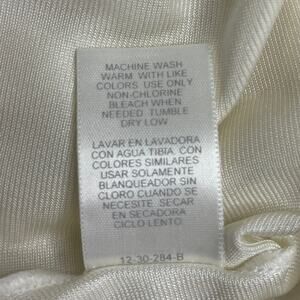 MACHINE WASH
WARM WITH LIKE
COLORS USE ONLY
NON-CHLORINE
BLEACH WHEN
NEEDED TUMBLE
DRY LOW
LAVAR EN LAVADORA
CON AGUA TIBIA. CON
COLORES SIMILARES
USAR SOLAMENTE
BLANQUEADOR SIN
CLORO CUANDO SE
NECESITE. SECAR
EN SECADORA
CICLO LENTO.
12-30-284-B